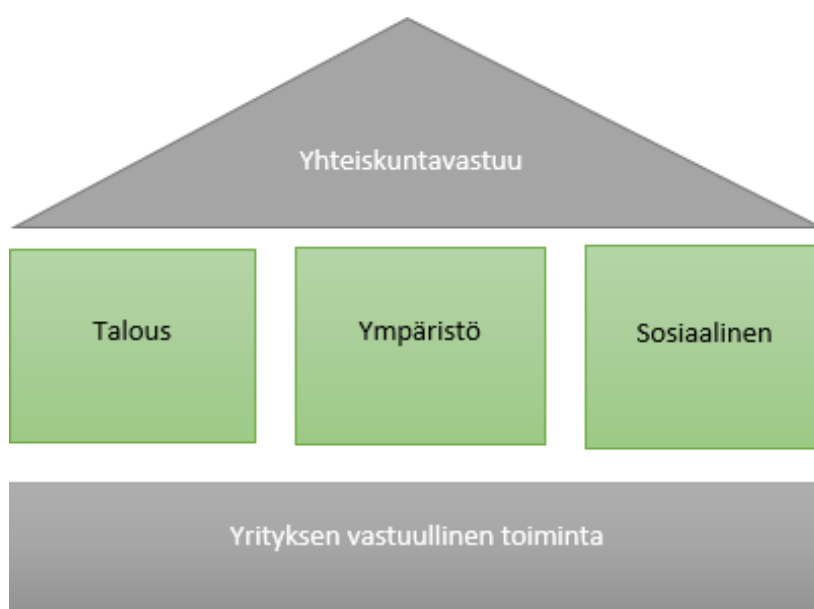 Yhteiskuntavastuu
Talous
Ympäristö
Sosiaalinen
Yrityksen vastuullinen toiminta